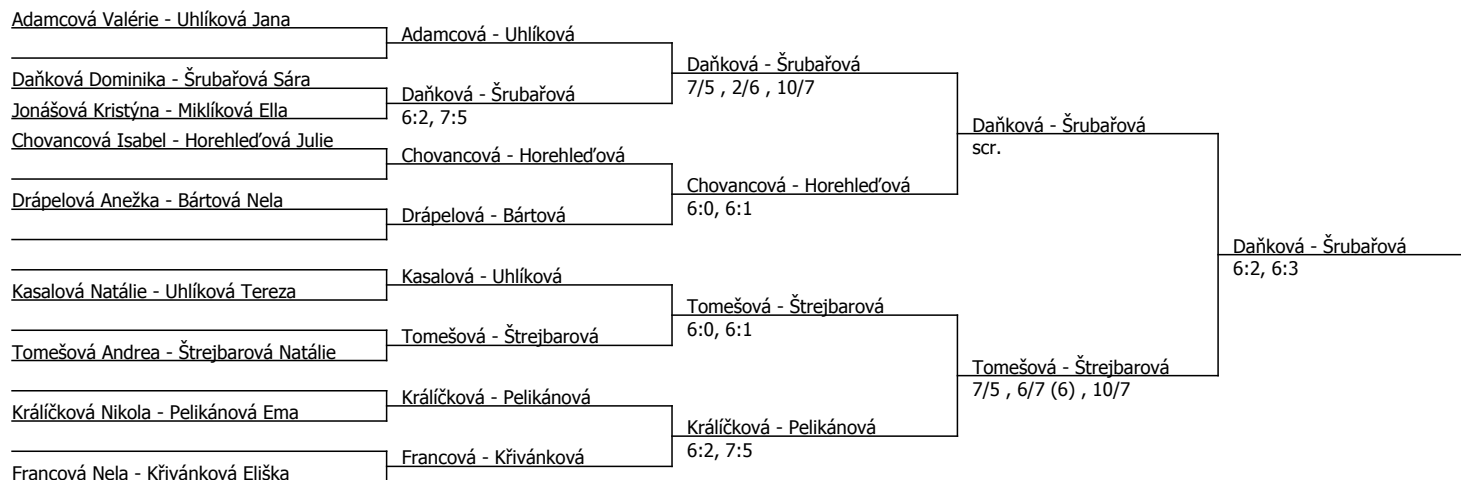 Adamcová Valérie - Uhlíková Jana
Daňková Dominika - Šrubařová Sára
Jonášová Kristýna - Miklíková Ella
Chovancová Isabel - Horehleďová Julie
Drápelová Anežka - Bártová Nela
Kasalová Natálie - Uhlíková Tereza
Tomešová Andrea - Štrejbarová Natálie
Králíčková Nikola - Pelikánová Ema
Francová Nela - Křivánková Eliška
Adamcová - Uhlíková
Daňková - Šrubařová
6:2, 7:5
Chovancová - Horehleďová
Drápelová - Bártová
Kasalová - Uhlíková
Tomešová - Štrejbarová
Králíčková - Pelikánová
Francová - Křivánková
Daňková - Šrubařová
7/5 , 2/6 , 10/7
Chovancová - Horehleďová
6:0, 6:1
Tomešová - Štrejbarová
6:0, 6:1
Králíčková - Pelikánová
6:2, 7:5
Daňková - Šrubařová
scr.
Tomešová - Štrejbarová
7/5 , 6/7 (6) , 10/7
Daňková - Šrubařová
6:2, 6:3